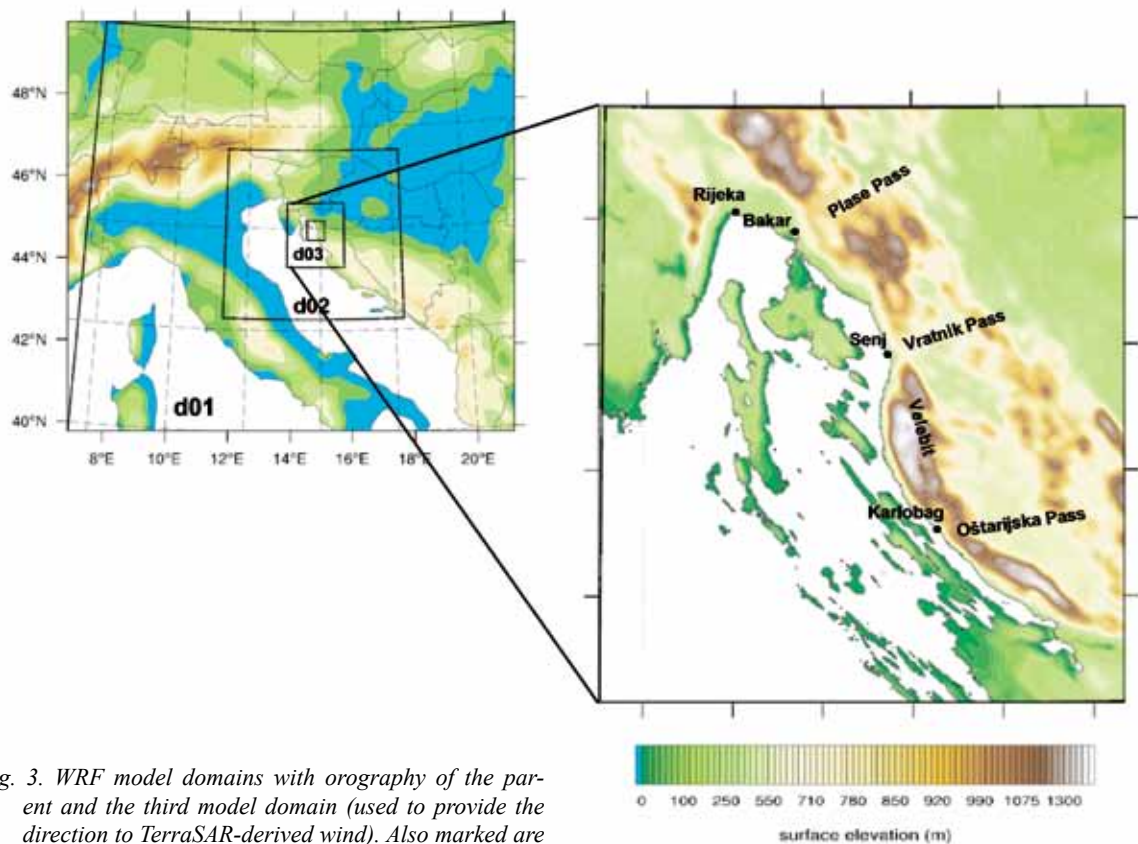 48°N
46°N
44°N
42°N
40°N
d03
d02
d01
8°E 10°E 12°E 14°E 16°E 18°E 20°E
Rijeka
Bakar
Plase Pass
Senj
Vratnik Pass
Velebit
Karlobag
Oštarijska Pass
0 100 250 550 710 780 850 920 990 1075 1300
surface elevation (m)
g. 3. WRF model domains with orography of the par-
ent and the third model domain (used to provide the
direction to TerraSAR-derived wind). Also marked are